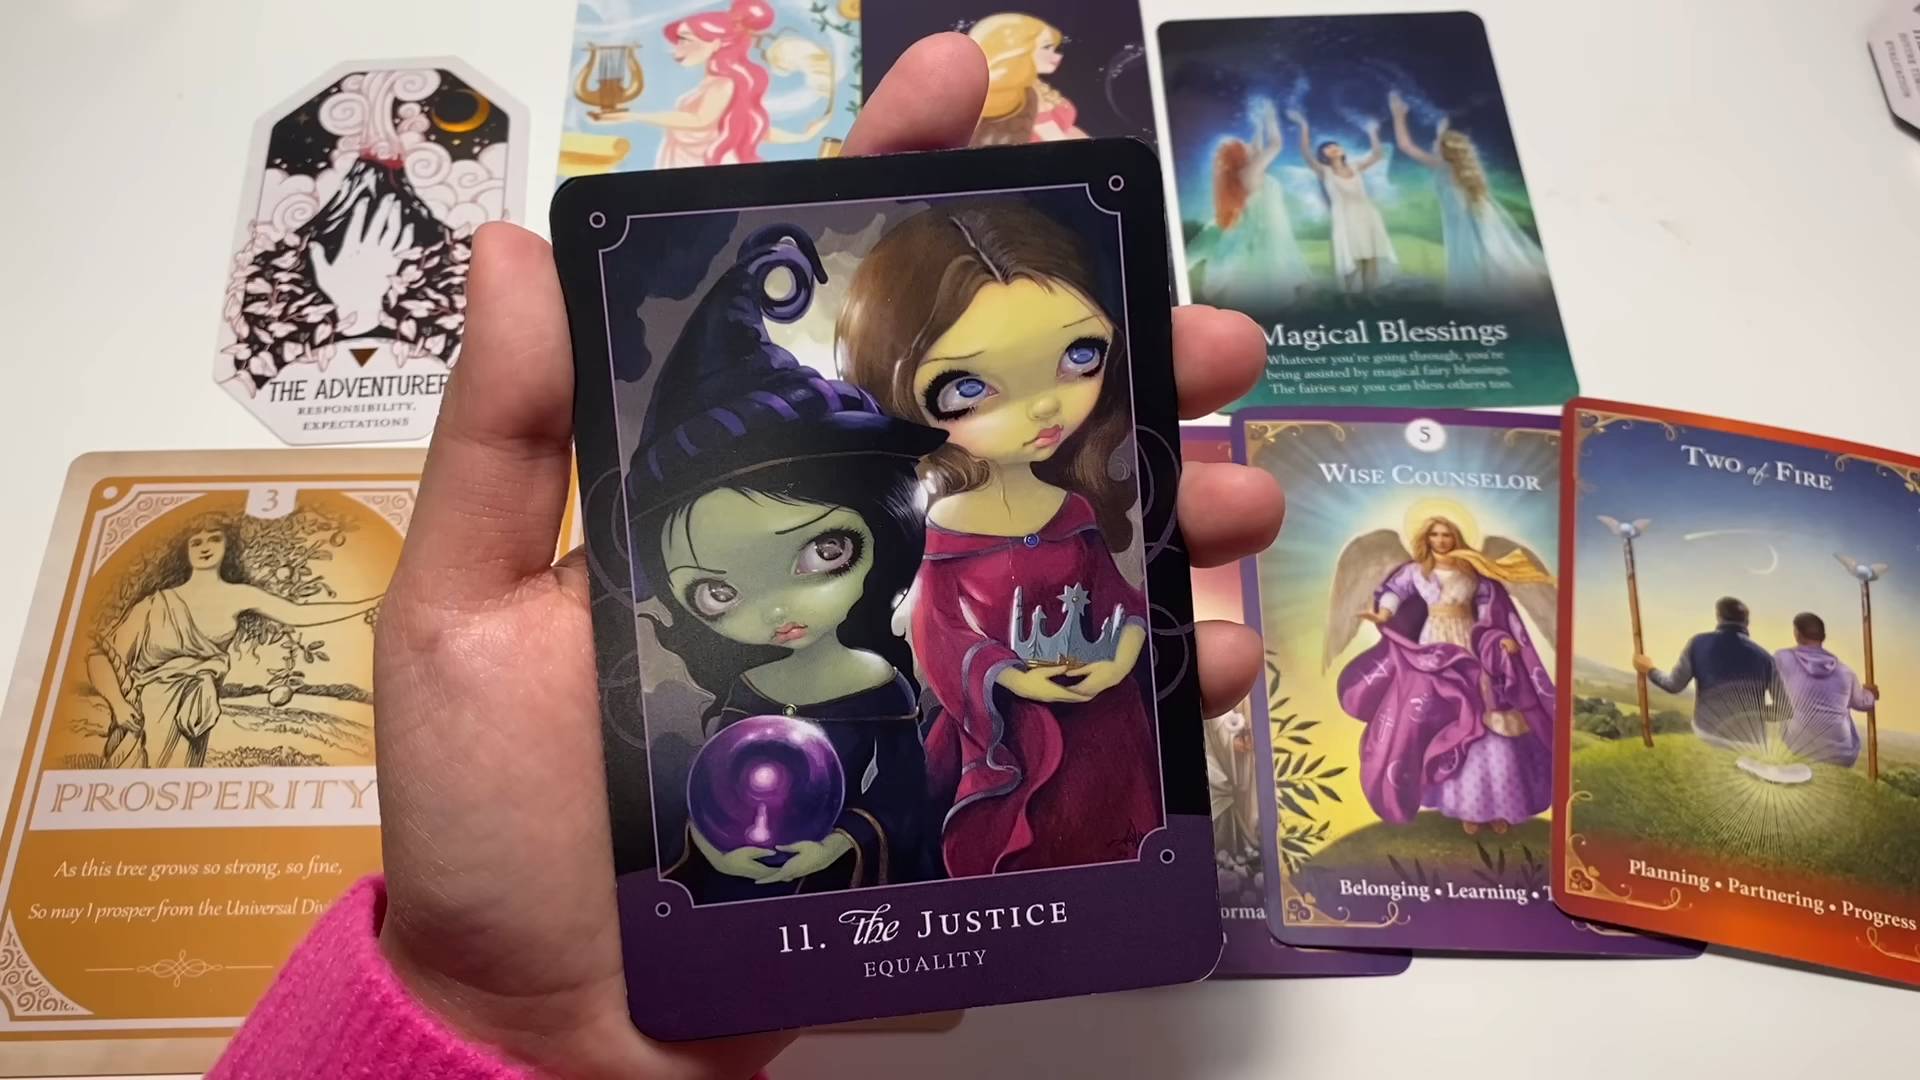 THE ADVENTURER
RESPONSIBILITY,
EXPECTATIONS
Magical Blessings
Whatever you're going through, you're
being assisted by magical fairy blessings.
The fairies say you can bless others too.
3
PROSPERITY
As this tree grows so strong, so fine,
So may I prosper from the Universal
11. the JUSTICE
EQUALITY
5
WISE COUNSELOR
Belonging • Learning •
TWO of FIRE
Planning • Partnering • Progress